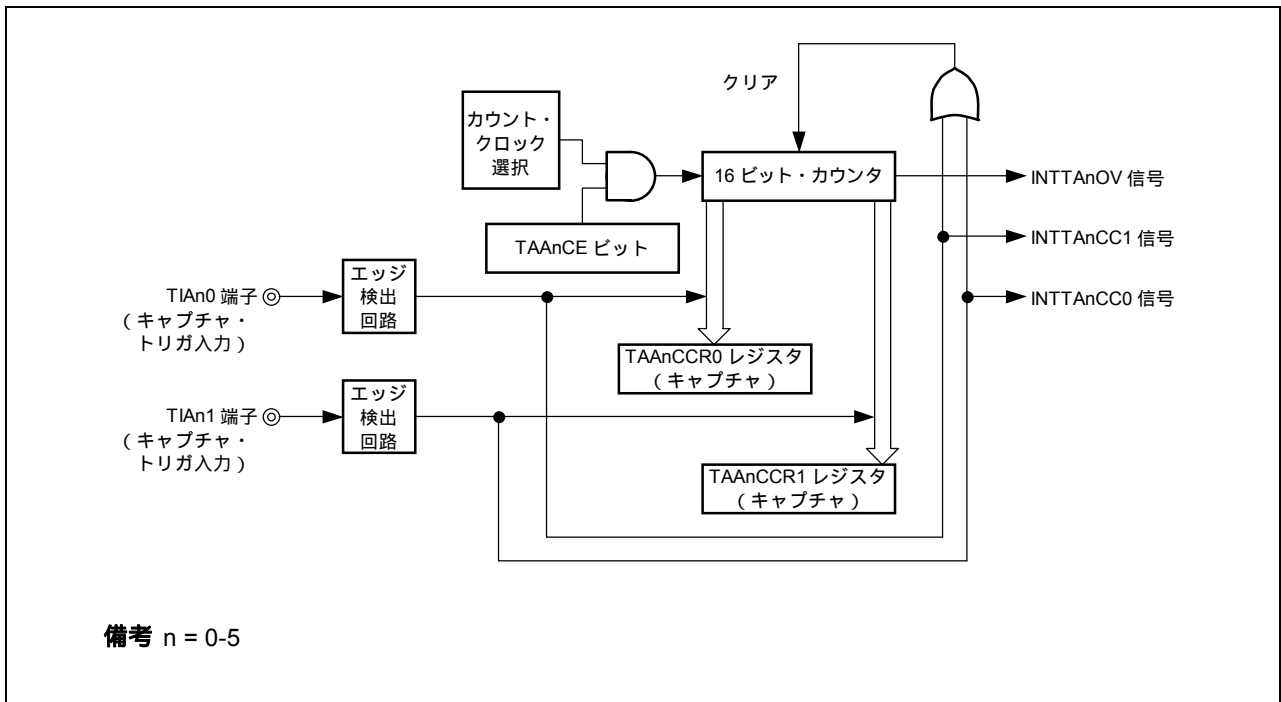 クリア
カウント・
クロック
選択
16 ビット・カウンタ
INTTAnOV 信号
TAAnCE ビット
INTTAnCC1 信号
エッジ
検出
回路
TIAn0 端子
（キャプチャ・
トリガ入力）
INTTAnCC0 信号
TAAnCCR0 レジスタ
（キャプチャ）
エッジ
検出
回路
TIAn1 端子
（キャプチャ・
トリガ入力）
TAAnCCR1 レジスタ
（キャプチャ）
備考 n = 0-5